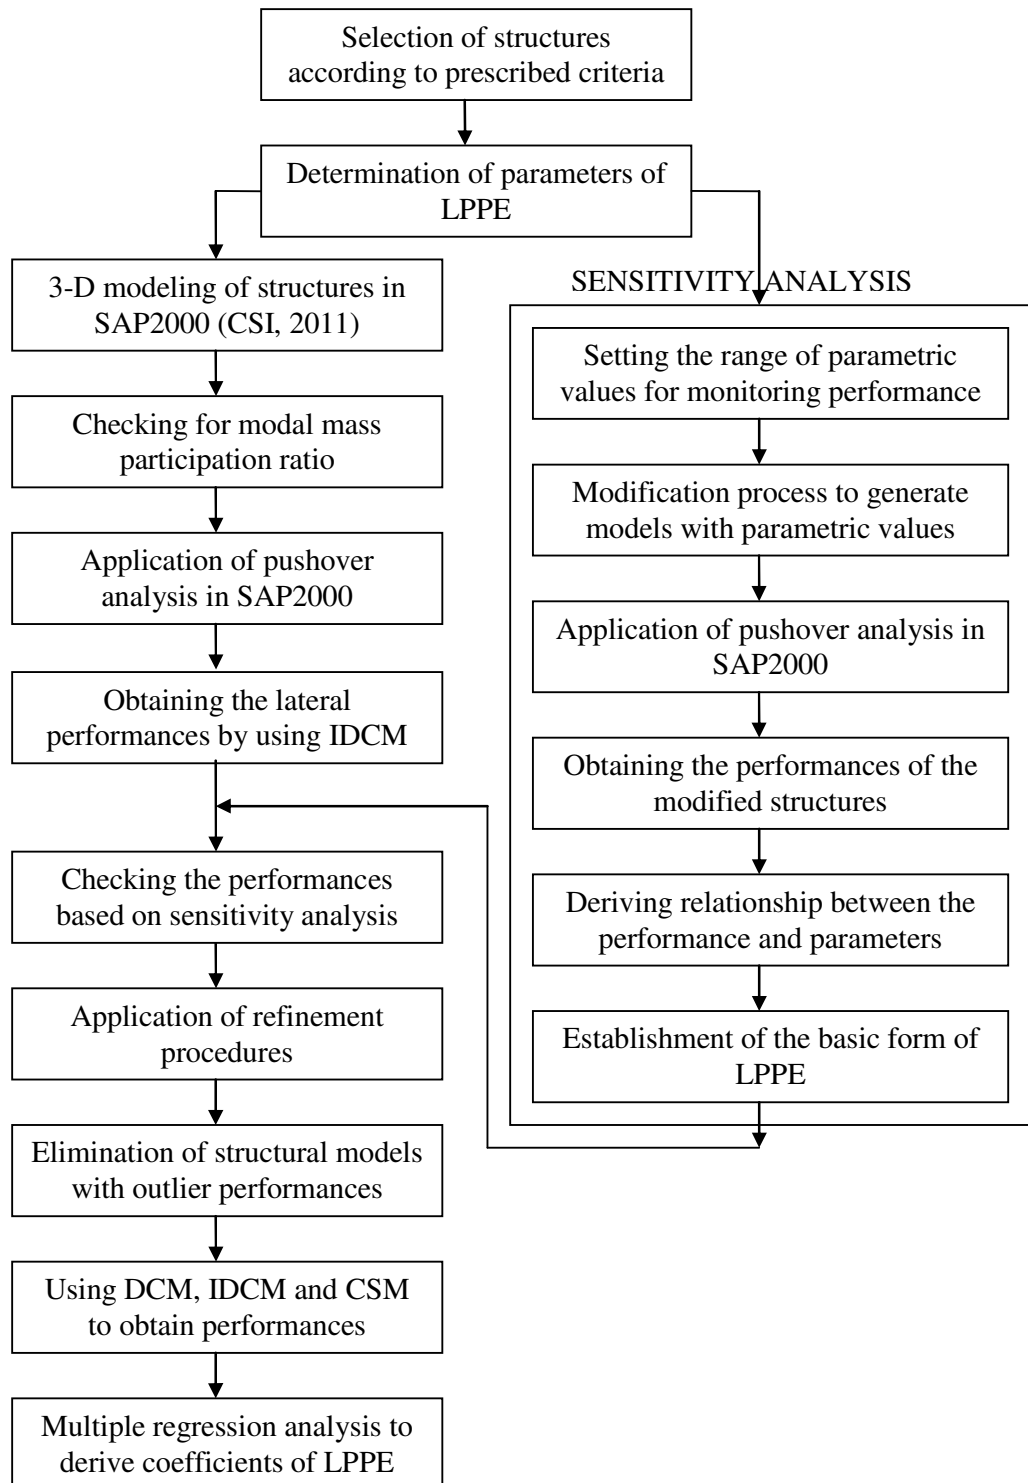 Selection of structures
according to prescribed criteria
Determination of parameters of
LPPE
3-D modeling of structures in
SAP2000 (CSI, 2011)
Checking for modal mass
participation ratio
Application of pushover
analysis in SAP2000
Obtaining the lateral
performances by using IDCM
Checking the performances
based on sensitivity analysis
Application of refinement
procedures
Elimination of structural models
with outlier performances
Using DCM, IDCM and CSM
to obtain performances
Multiple regression analysis to
derive coefficients of LPPE
SENSITIVITY ANALYSIS
Setting the range of parametric
values for monitoring performance
Modification process to generate
models with parametric values
Application of pushover analysis in
SAP2000
Obtaining the performances of the
modified structures
Deriving relationship between the
performance and parameters
Establishment of the basic form of
LPPE